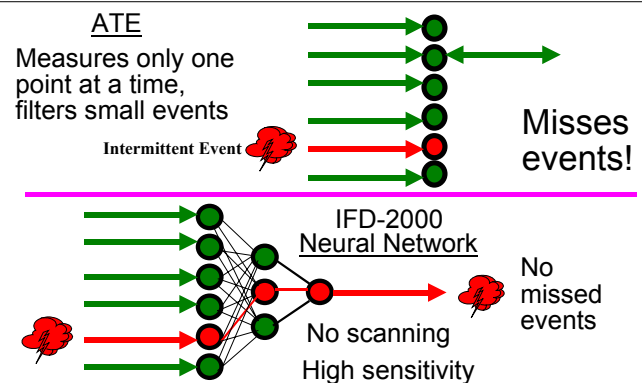 ATE
Measures only one
point at a time,
filters small events
Intermittent Event
Misses
events!
IFD-2000
Neural Network
No
missed
events
No scanning
High sensitivity